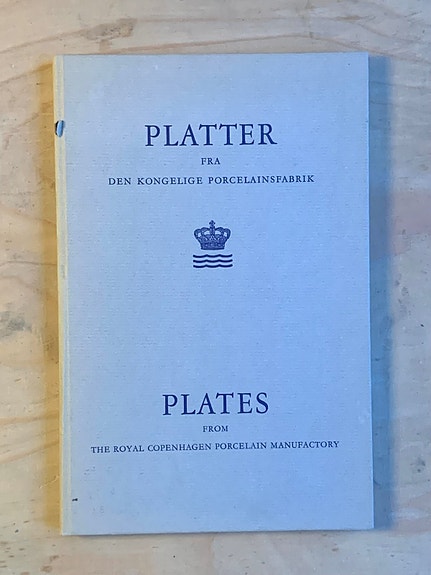 PLATTER
FRA
DEN KONGELIGE PORCELAINSFABRIK
PLATES
FROM
THE ROYAL COPENHAGEN PORCELAIN MANUFACTORY